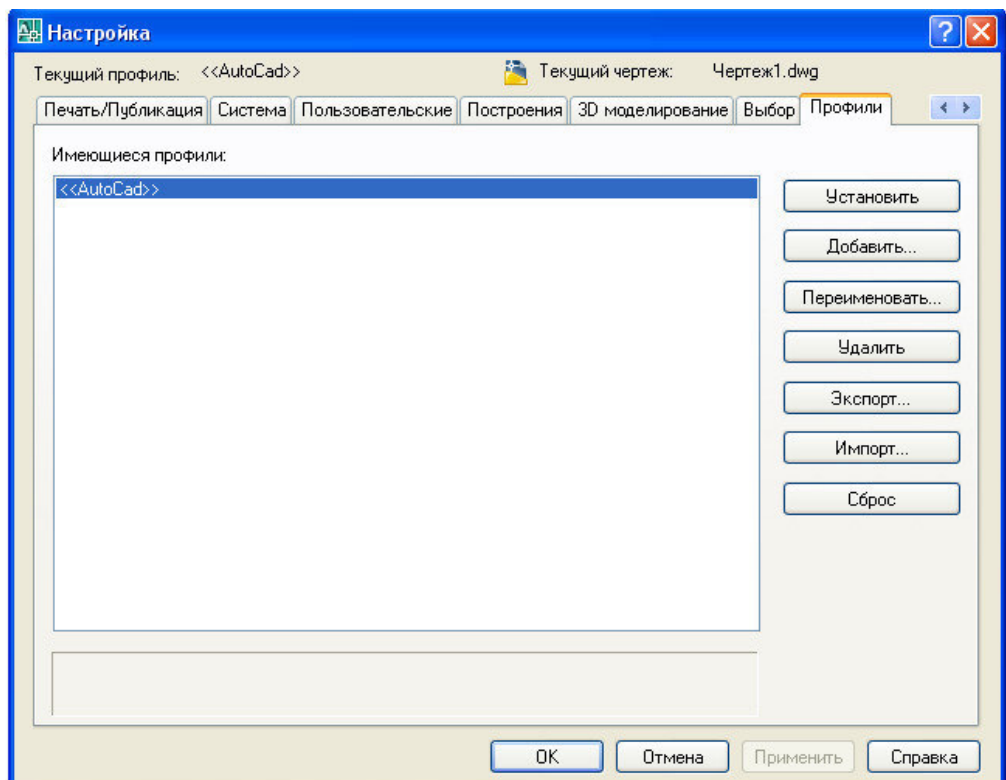 Настройка
Текущий профиль: <<AutoCad>> Текущий чертеж: Чертеж1.dwg
Печать/Публикация Система Пользовательские Построения 3D моделирование Выбор Профили
Имеющиеся профили:
<<AutoCad>>
Установить
Добавить...
Переименовать...
Удалить
Экспорт...
Импорт...
Сброс
OK Отмена Применить Справка